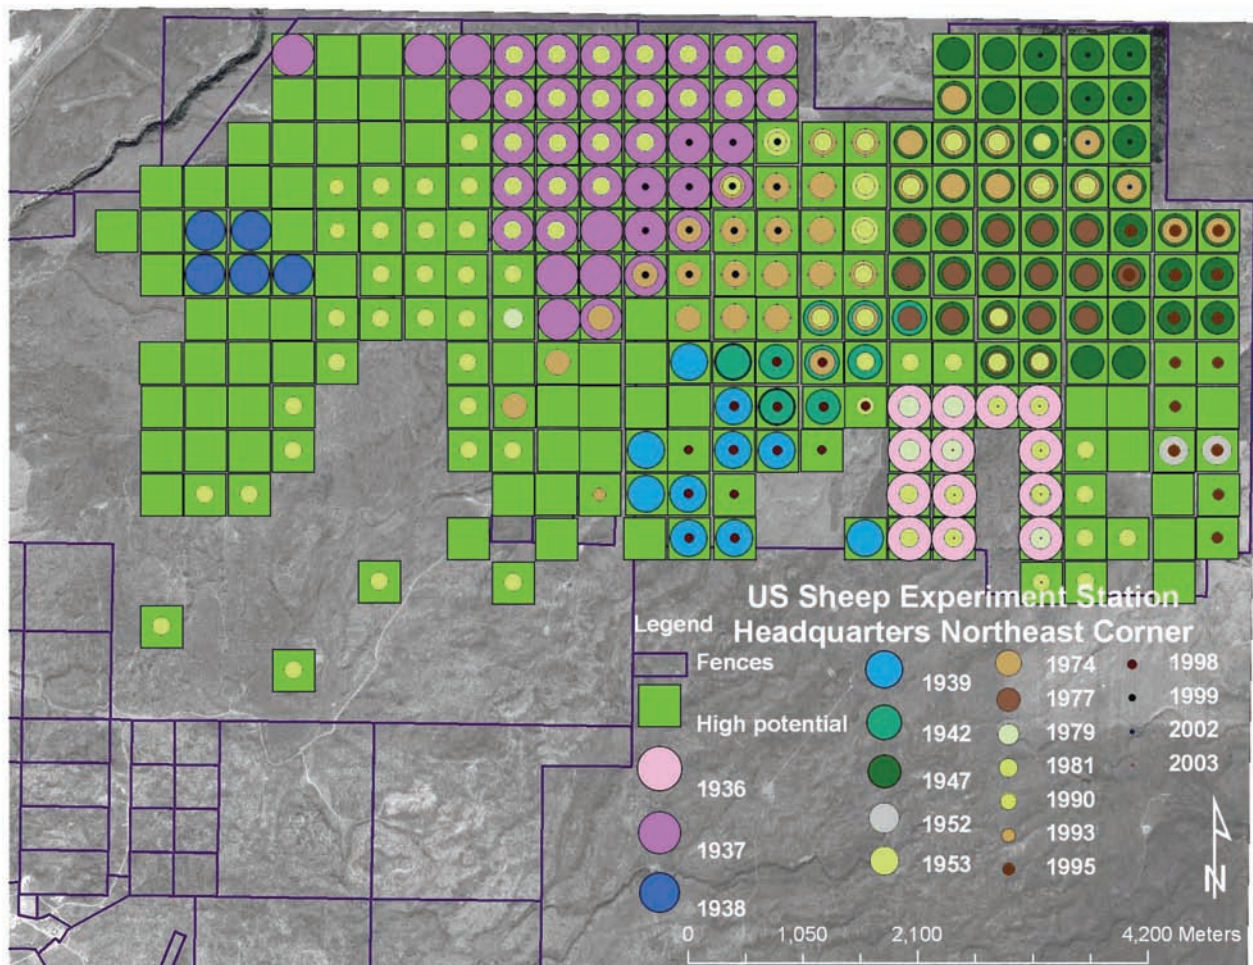 US Sheep Experiment Station
Headquarters Northeast Corner
Legend
Fences
High potential
1936
1937
1938
1939
1942
1947
1952
1953
1974
1977
1979
1981
1990
1993
1995
1998
1999
2002
2003
N
0 1,050 2,100 4,200 Meters